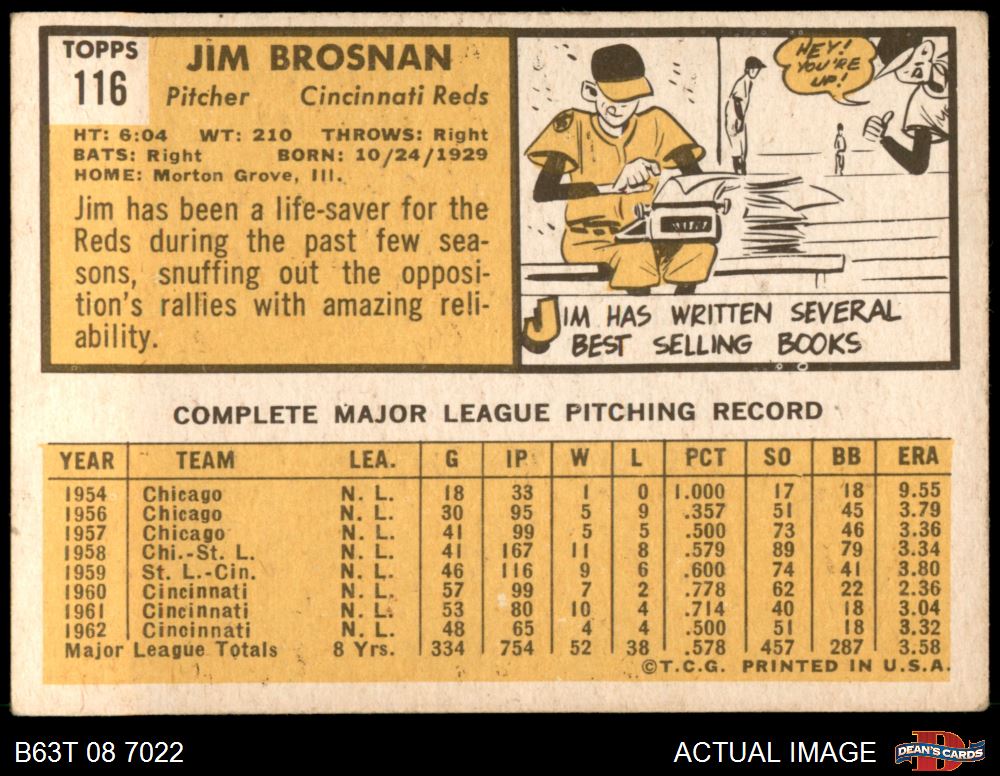 TOPPS
116
JIM BROSNAN
Pitcher Cincinnati Reds
HT: 6:04 WT: 210 THROWS: Right
BATS: Right BORN: 10/24/1929
HOME: Morton Grove, Ill.
Jim has been a life-saver for the
Reds during the past few sea-
sons, snuffing out the opposi-
tion's rallies with amazing reli-
ability.
HEY!
YOU'RE
UP!
JIM HAS WRITTEN SEVERAL
BEST SELLING BOOKS
COMPLETE MAJOR LEAGUE PITCHING RECORD
YEAR TEAM LEA. G IP W L PCT SO BB ERA
1954 Chicago N. L. 18 33 1 0 1.000 17 18 9.55
1956 Chicago N. L. 30 95 5 9 .357 51 45 3.79
1957 Chicago N. L. 41 99 5 5 .500 73 46 3.36
1958 Chi.-St. L. N. L. 41 167 11 8 .579 89 79 3.34
1959 St. L.-Cin. N. L. 46 116 9 6 .600 74 41 3.80
1960 Cincinnati N. L. 57 99 7 2 .778 62 22 2.36
1961 Cincinnati N. L. 53 80 10 4 .714 40 18 3.04
1962 Cincinnati N. L. 48 65 4 4 .500 51 18 3.32
Major League Totals 8 Yrs. 334 754 52 38 .578 457 287 3.58
©T.C.G. PRINTED IN U.S.A.
B63T 08 7022
ACTUAL IMAGE
DEAN'S CARDS